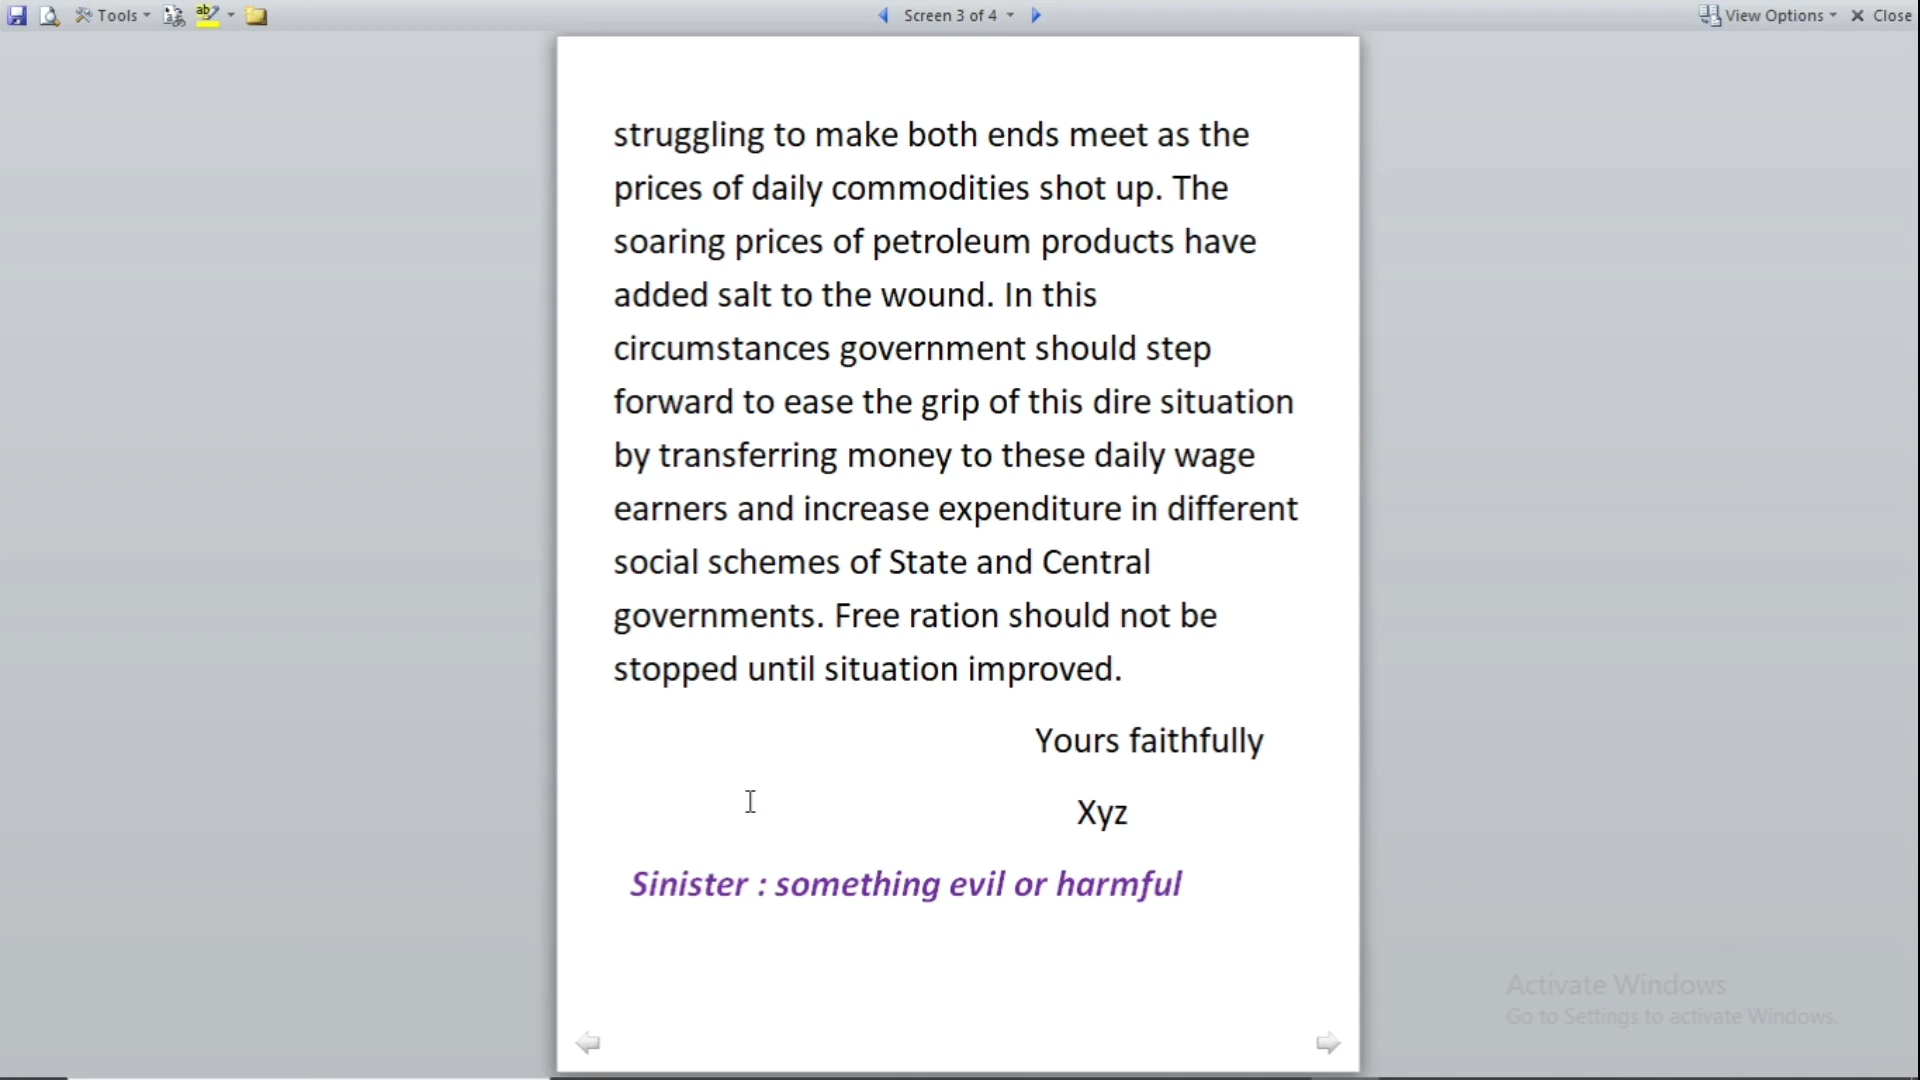 Tools
Screen 3 of 4
View Options
Close
struggling to make both ends meet as the
prices of daily commodities shot up. The
soaring prices of petroleum products have
added salt to the wound. In this
circumstances government should step
forward to ease the grip of this dire situation
by transferring money to these daily wage
earners and increase expenditure in different
social schemes of State and Central
governments. Free ration should not be
stopped until situation improved.
Yours faithfully
Xyz
Sinister : something evil or harmful
Activate Windows
Go to Settings to activate Windows.